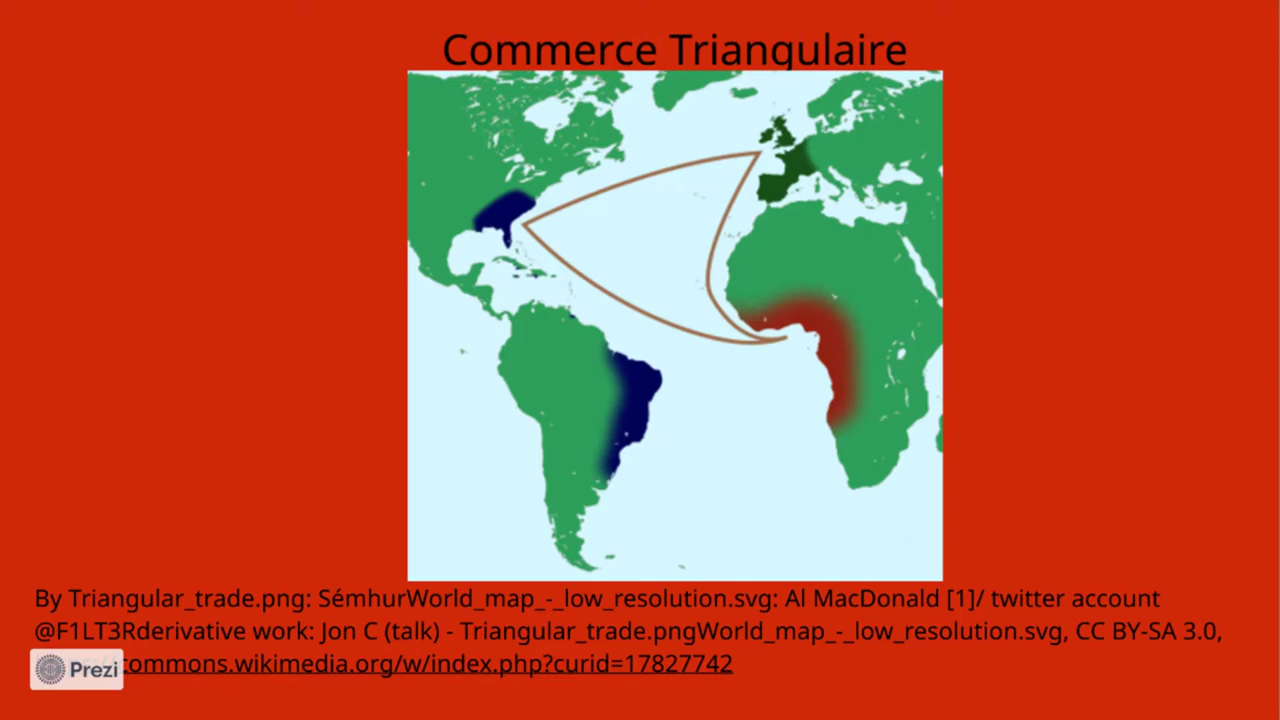 Commerce Triangulaire
By Triangular_trade.png: SémhurWorld_map_-_low_resolution.svg: Al MacDonald [1]/ twitter account
@F1LT3Rderivative work: Jon C (talk) - Triangular_trade.pngWorld_map_-_low_resolution.svg, CC BY-SA 3.0,
commons.wikimedia.org/w/index.php?curid=17827742
Prezi